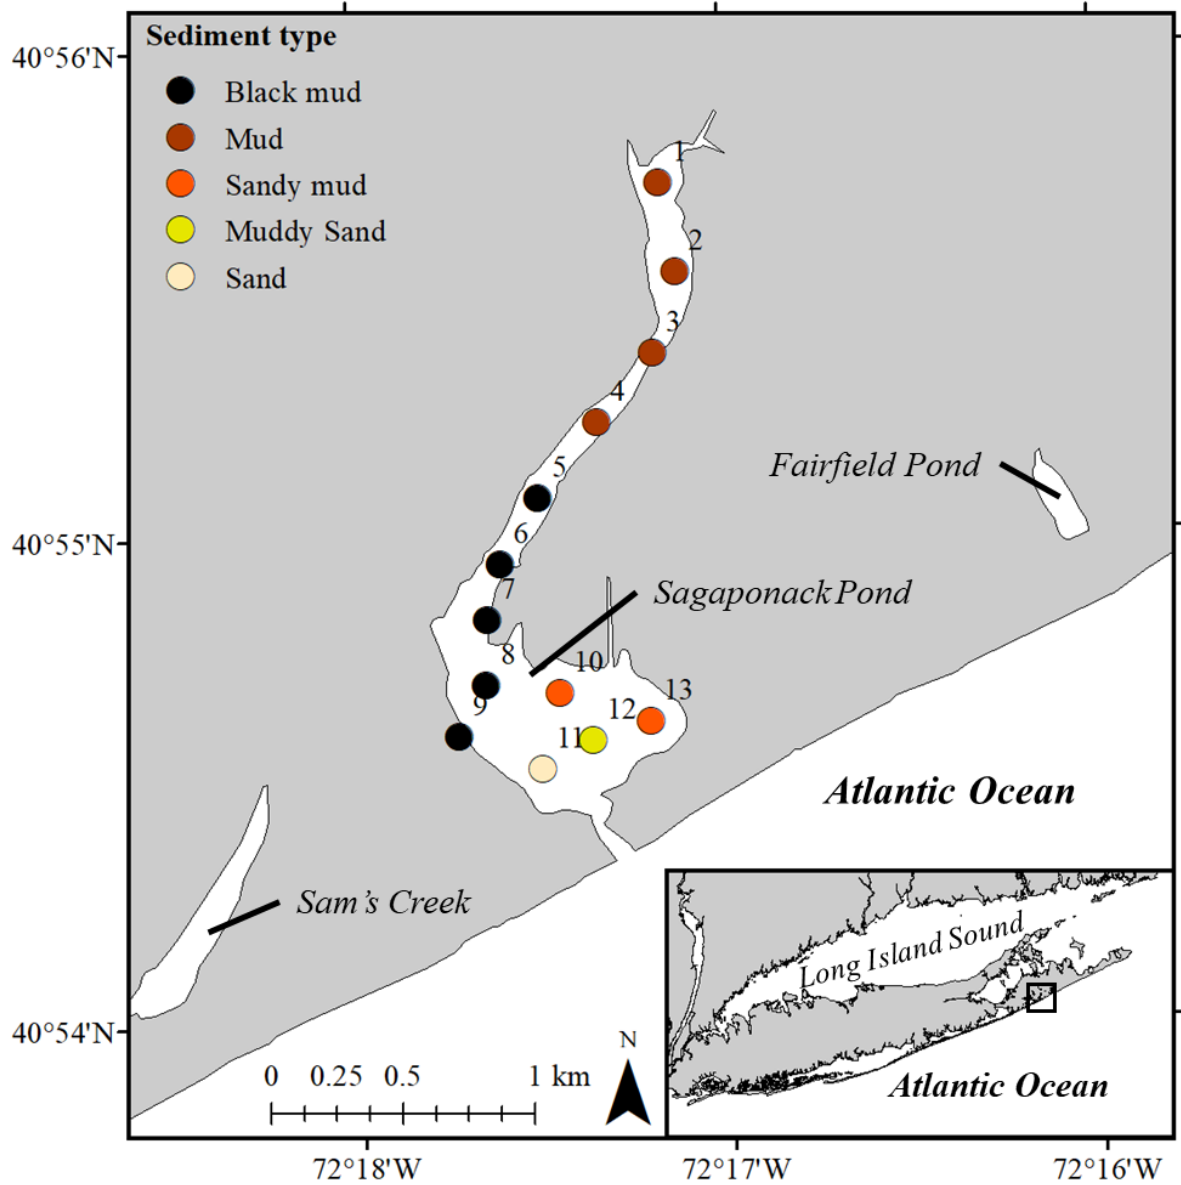 Sediment type
Black mud
Mud
Sandy mud
Muddy Sand
Sand
40°56'N
40°55'N
40°54'N
1
2
3
4
5
6
7
8
9
10
11
12
13
Fairfield Pond
Sagaponack Pond
Atlantic Ocean
Sam's Creek
0 0.25 0.5 1 km
N
Long Island Sound
Atlantic Ocean
72°18'W 72°17'W 72°16'W